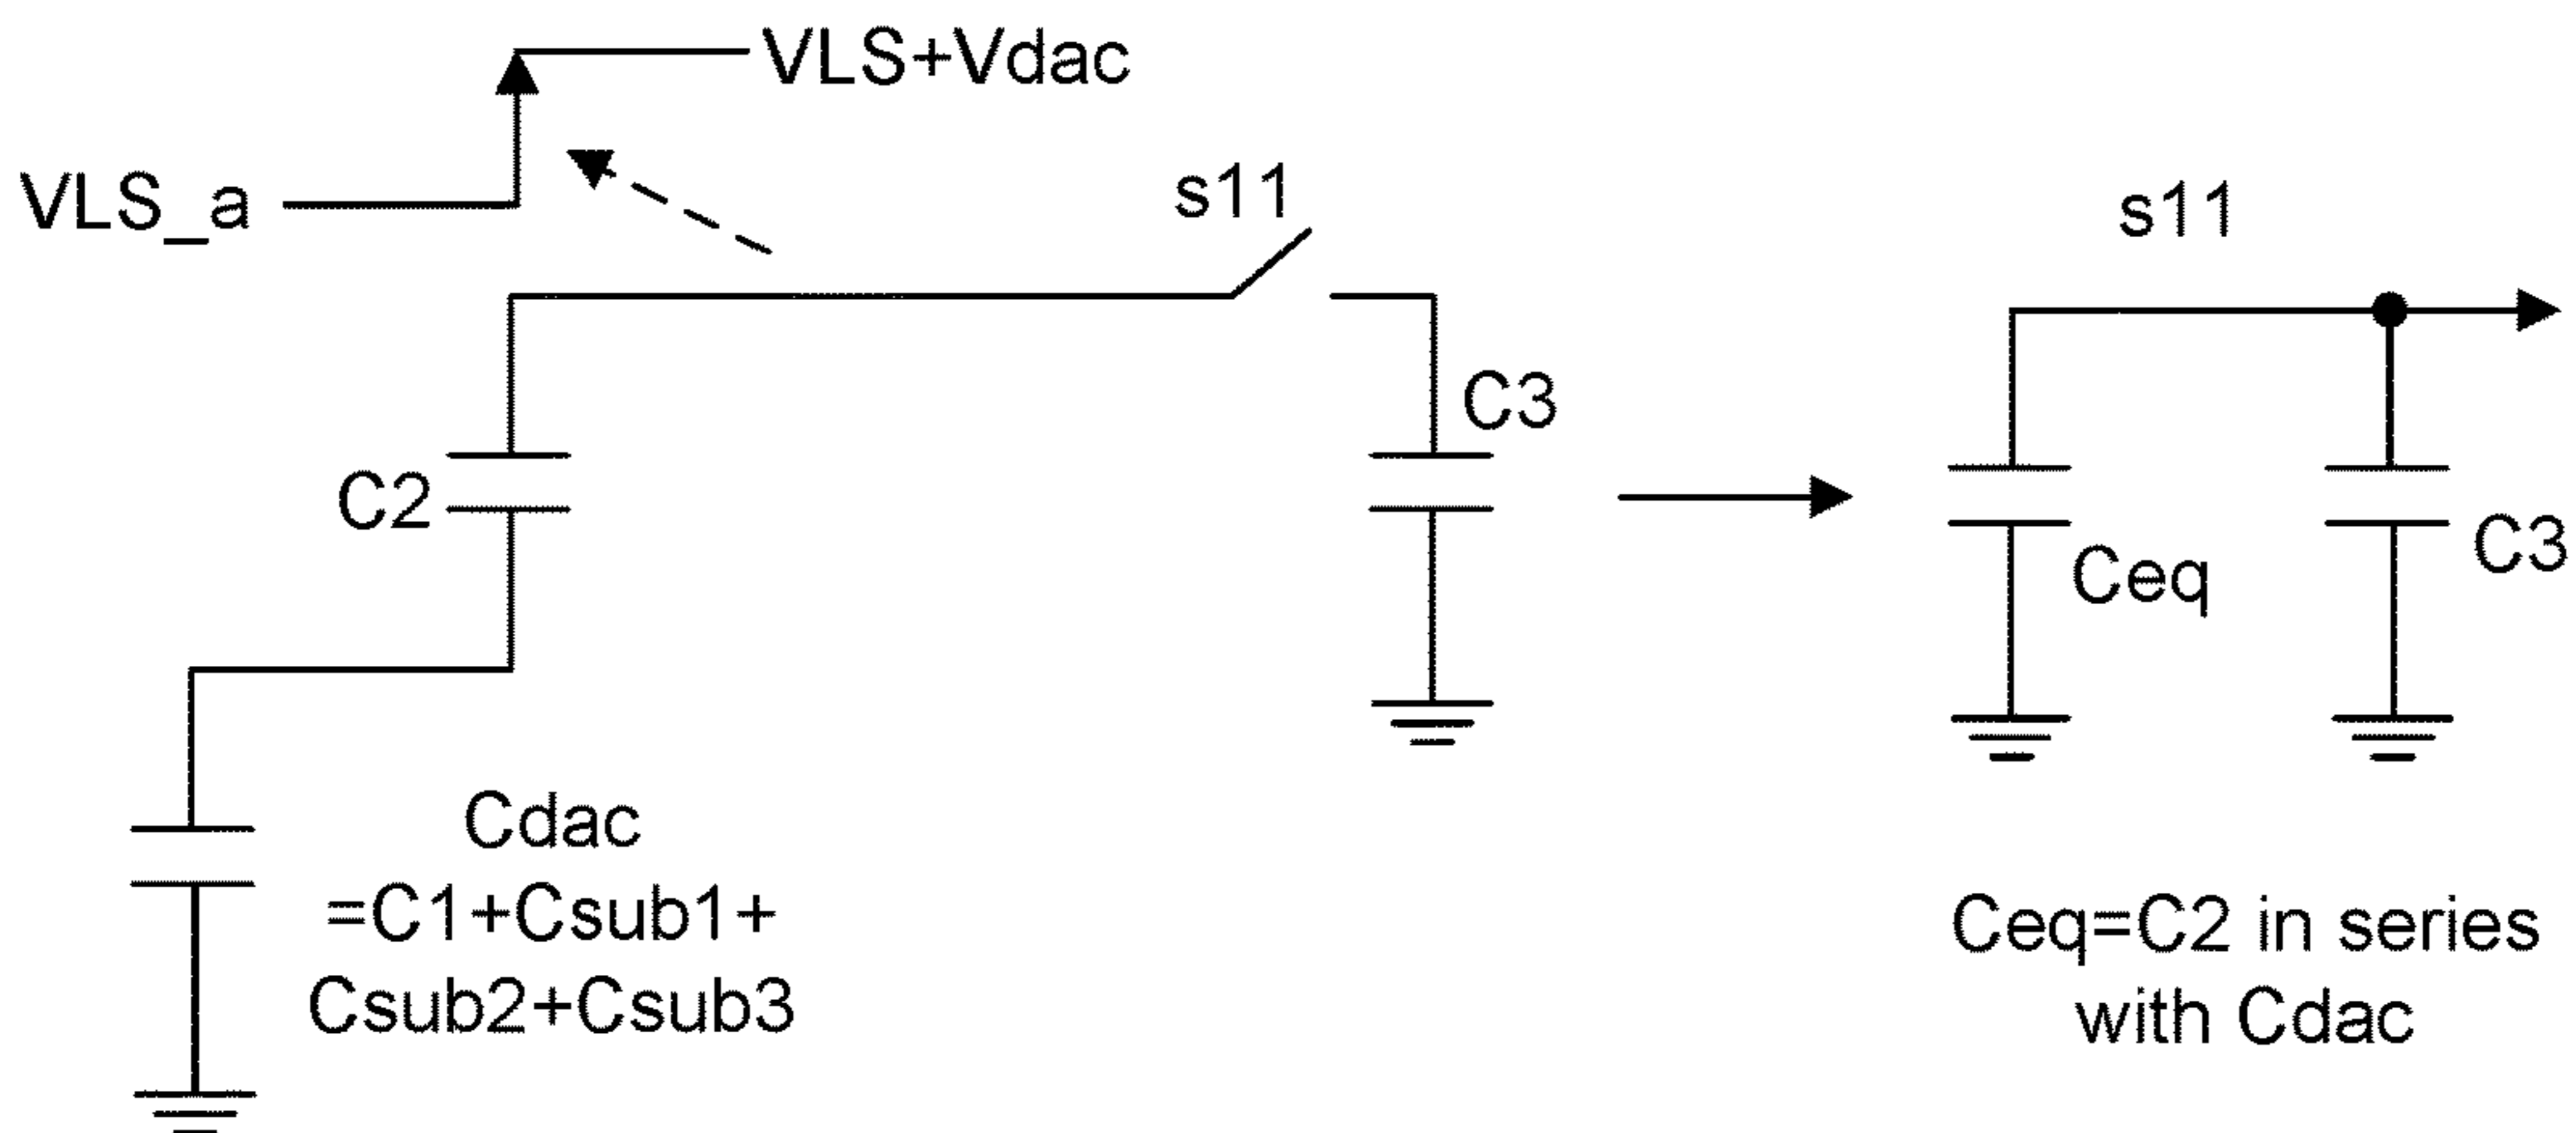 VLS+Vdac
VLS_a
s11
s11
C3
C2
C3
Ceq
Cdac
=C1+Csub1+
Csub2+Csub3
Ceq=C2 in series
with Cdac